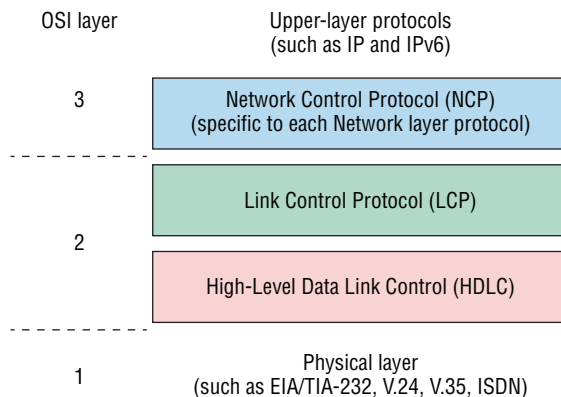 OSI layer
Upper-layer protocols
(such as IP and IPv6)
3
Network Control Protocol (NCP)
(specific to each Network layer protocol)
2
Link Control Protocol (LCP)
High-Level Data Link Control (HDLC)
1
Physical layer
(such as EIA/TIA-232, V.24, V.35, ISDN)